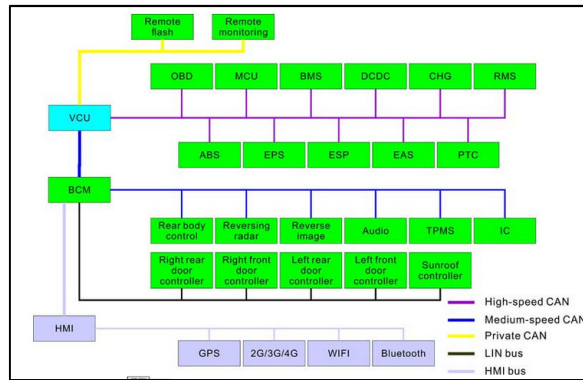 Remote
flash
Remote
monitoring
OBD
MCU
BMS
DCDC
CHG
RMS
VCU
ABS
EPS
ESP
EAS
PTC
BCM
Rear body
control
Reversing
radar
Reverse
image
Audio
TPMS
IC
Right rear
door
controller
Right front
door
controller
Left rear
door
controller
Left front
door
controller
Sunroof
controller
High-speed CAN
Medium-speed CAN
Private CAN
LIN bus
HMI bus
HMI
GPS
2G/3G/4G
WIFI
Bluetooth